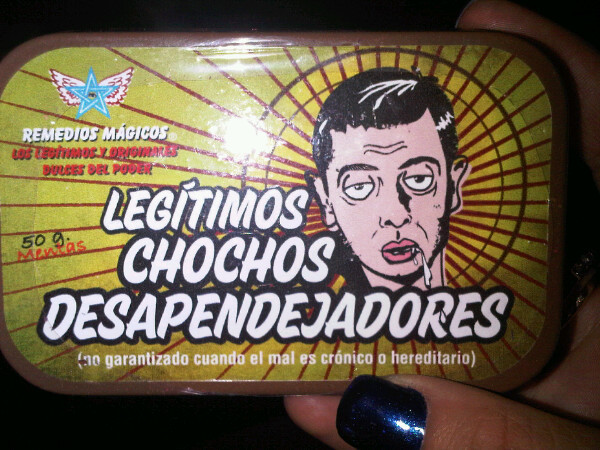 REMEDIOS MÁGICOS
LOS LEGÍTIMOS Y ORIGINALES
DULCES DEL PODER
LEGÍTIMOS
CHOCHOS
DESAPENDEJADORES
50 g.
mentas
(no garantizado cuando el mal es crónico o hereditario)